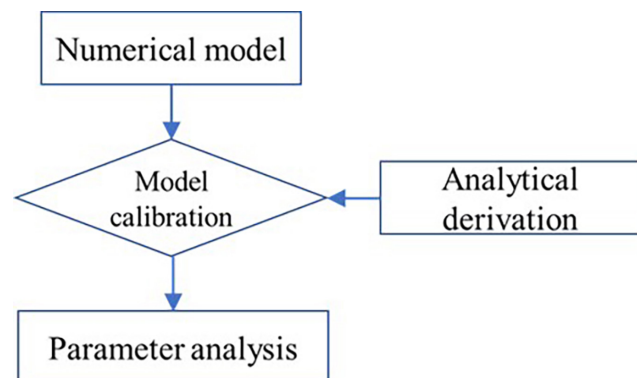 Numerical model
Model
calibration
Analytical
derivation
Parameter analysis